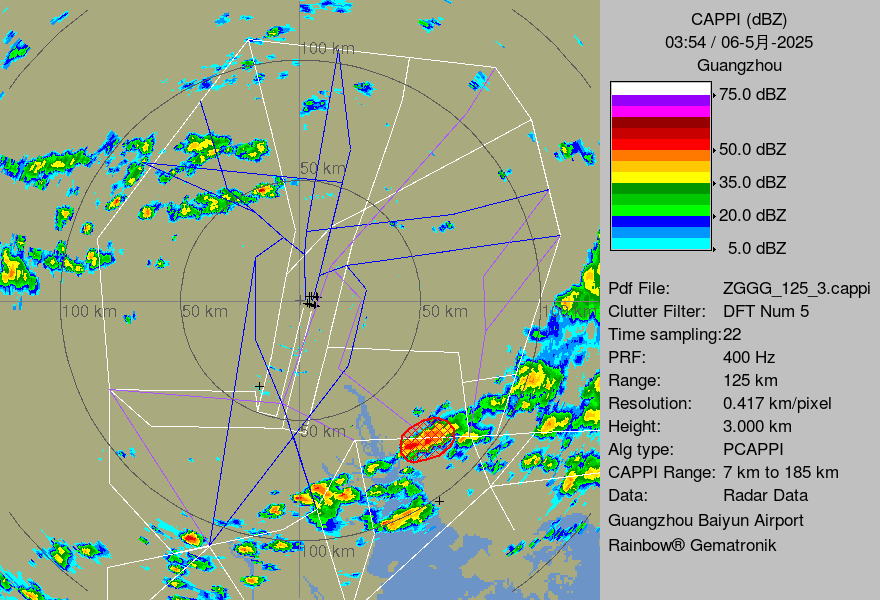 CAPPI (dBZ)
03:54 / 06-5月-2025
Guangzhou
75.0 dBZ
50.0 dBZ
35.0 dBZ
20.0 dBZ
5.0 dBZ
Pdf File: ZGGG_125_3.cappi
Clutter Filter: DFT Num 5
Time sampling:22
PRF: 400 Hz
Range: 125 km
Resolution: 0.417 km/pixel
Height: 3.000 km
Alg type: PCAPPI
CAPPI Range: 7 km to 185 km
Data: Radar Data
Guangzhou Baiyun Airport
Rainbow® Gematronik
100 km
50 km
100 km
50 km
50 km
50 km
100 km